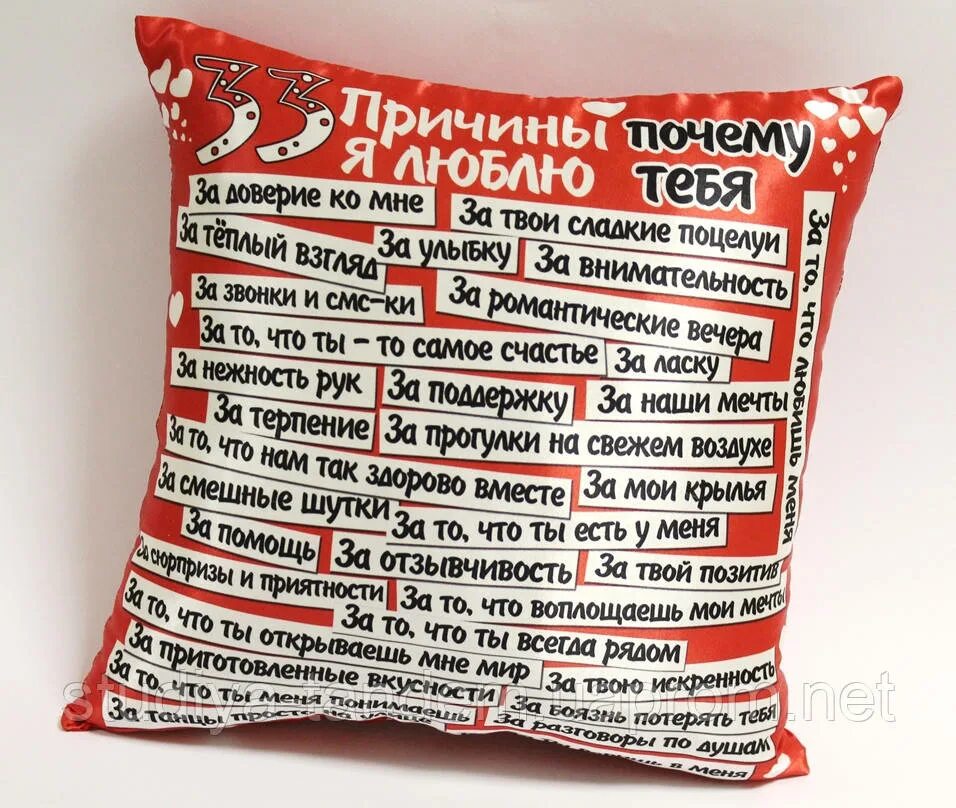 33 Причины почему
я люблю тебя
За доверие ко мне
За твои сладкие поцелуи
За тёплый взгляд
За улыбку
За внимательность
За звонки и смс-ки
За романтические вечера
За то, что любишь меня
За то, что ты – то самое счастье
За ласку
За нежность рук
За поддержку
За наши мечты
За терпение
За прогулки на свежем воздухе
За то, что нам так здорово вместе
За мои крылья
За смешные шутки
За то, что ты есть у меня
За помощь
За отзывчивость
За твой позитив
За сюрпризы и приятности
За то, что воплощаешь мои мечты
За то, что ты открываешь мне мир
За то, что ты всегда рядом
За приготовленные вкусности
За твою искренность
За то, что ты меня понимаешь
За боязнь потерять тебя
За танцы просто на
За разговоры по душам
в меня